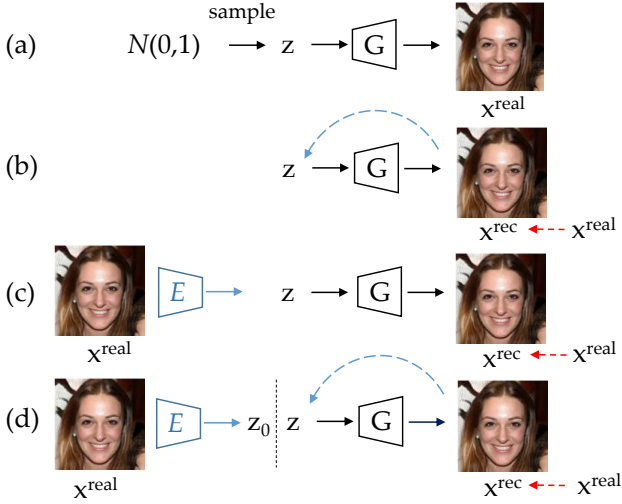 sample
(a) N(0,1) z G
x^real
(b) z G
x^rec x^real
(c) E z G
x^real x^rec x^real
(d) E z_0 z G
x^real x^rec x^real